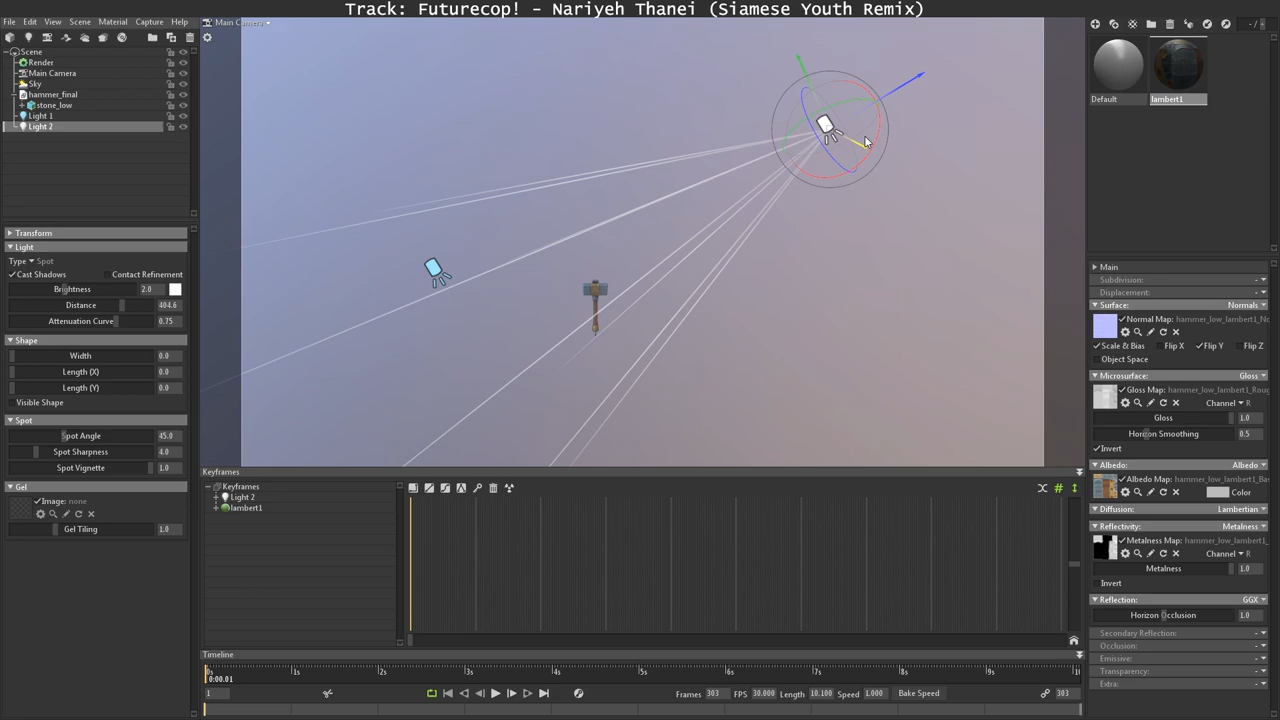 Track: Futurecop! - Nariyeh Thanei (Siamese Youth Remix)
File Edit View Scene Material Capture Help
Main Camera
Scene
Render
Main Camera
Sky
hammer_final
stone_low
Light 1
Light 2
Default
lambert1
Transform
Light
Type Spot
Cast Shadows Contact Refinement
Brightness 2.0
Distance 404.6
Attenuation Curve 0.75
Shape
Width 0.0
Length (X) 0.0
Length (Y) 0.0
Visible Shape
Spot
Spot Angle 45.0
Spot Sharpness 4.0
Spot Vignette 1.0
Gel
Image: none
Gel Tiling 1.0
Main
Subdivision:
Displacement:
Surface: Normals
Normal Map: hammer_low_lambert1_No
Scale & Bias Flip X Flip Y Flip Z
Object Space
Microsurface: Gloss
Gloss Map: hammer_low_lambert1_Roug
Channel R
Gloss 1.0
Horizon Smoothing 0.5
Invert
Albedo: Albedo
Albedo Map: hammer_low_lambert1_Bas
Color
Diffusion: Lambertian
Reflectivity: Metalness
Metalness Map: hammer_low_lambert1_
Channel R
Metalness 1.0
Invert
Reflection: GGX
Horizon Occlusion 1.0
Secondary Reflection:
Occlusion:
Emissive:
Transparency:
Extra:
Keyframes
Keyframes
Light 2
lambert1
Timeline
0s 1s 2s 3s 4s 5s 6s 7s 8s 9s 10
0:00.01
1 Frames 303 FPS 30.000 Length 10.100 Speed 1.000 Bake Speed 303